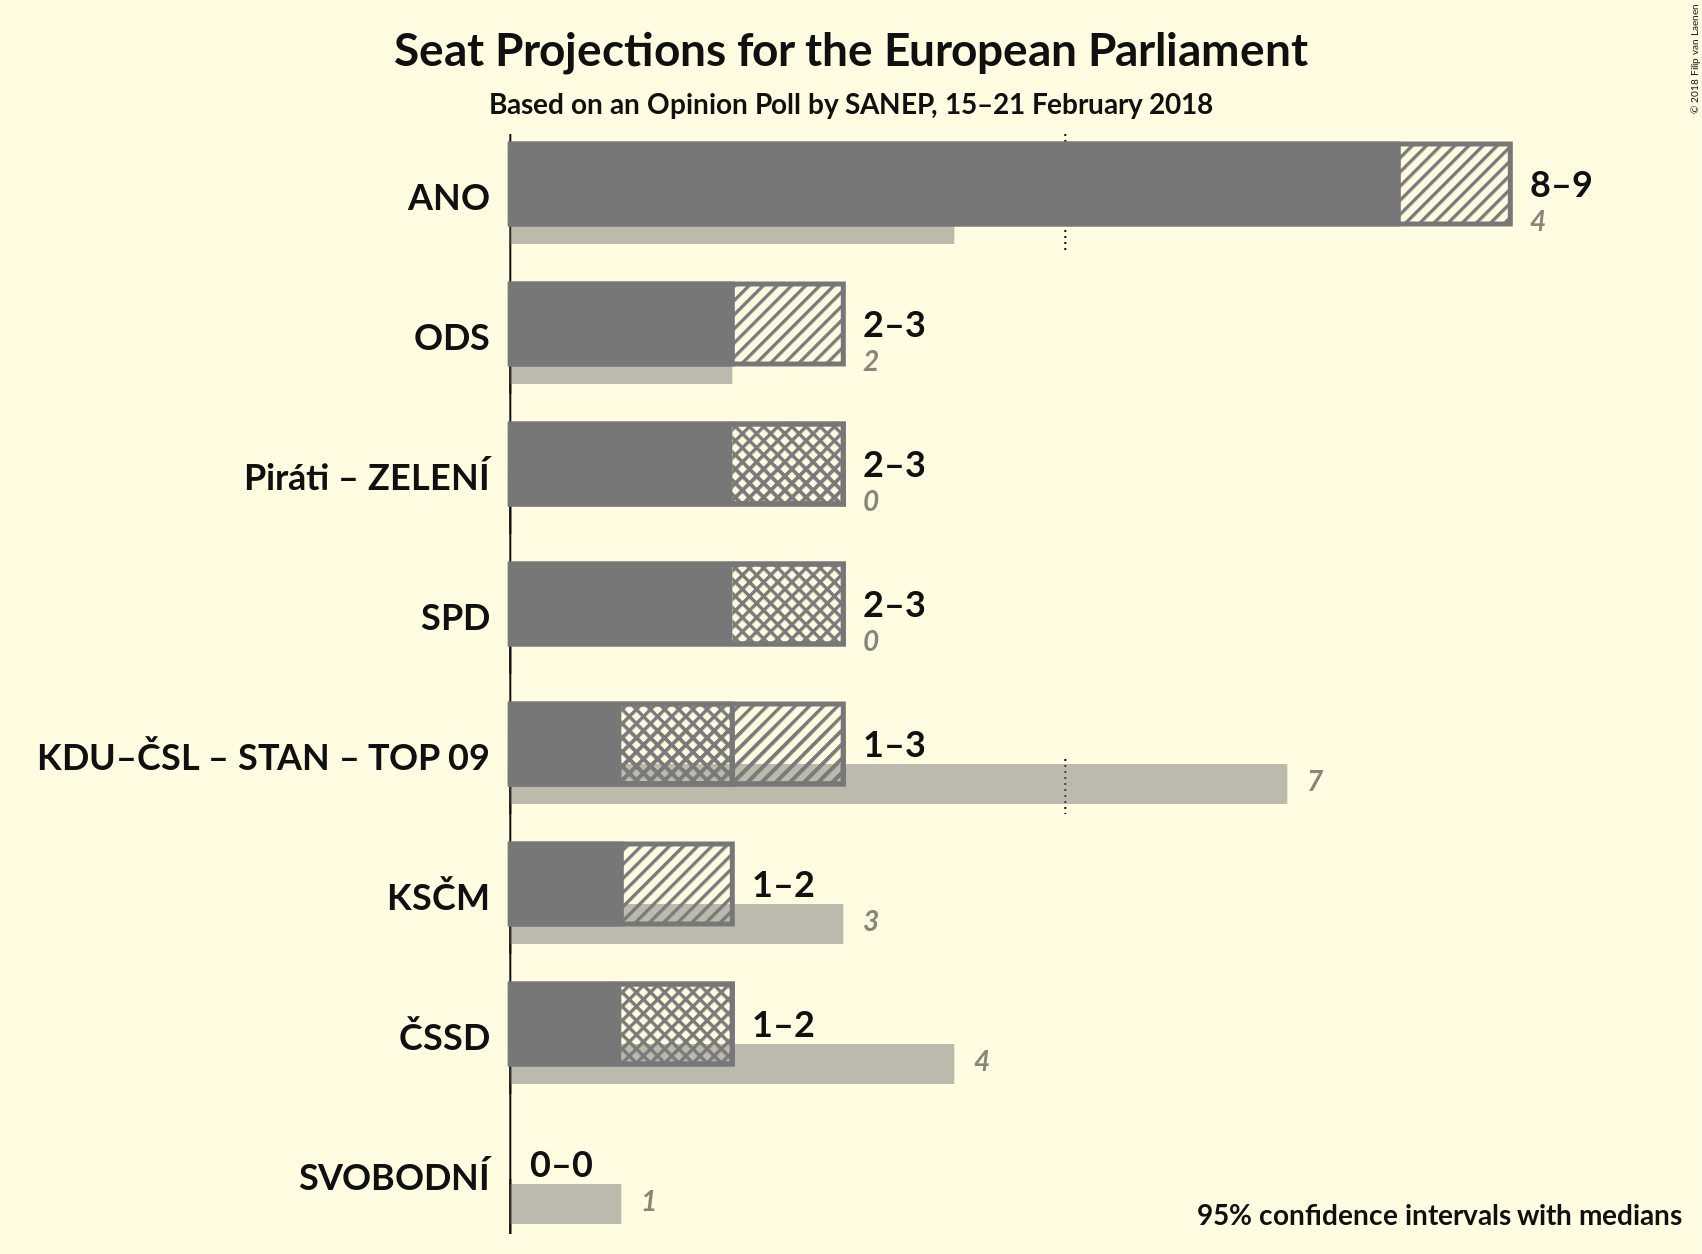 Seat Projections for the European Parliament
Based on an Opinion Poll by SANEP, 15–21 February 2018
© 2018 Filip van Laenen
ANO
8–9
4
ODS
2–3
2
Piráti – ZELENÍ
2–3
0
SPD
2–3
0
KDU–ČSL – STAN – TOP 09
1–3
7
KSČM
1–2
3
ČSSD
1–2
4
SVOBODNÍ
0–0
1
95% confidence intervals with medians